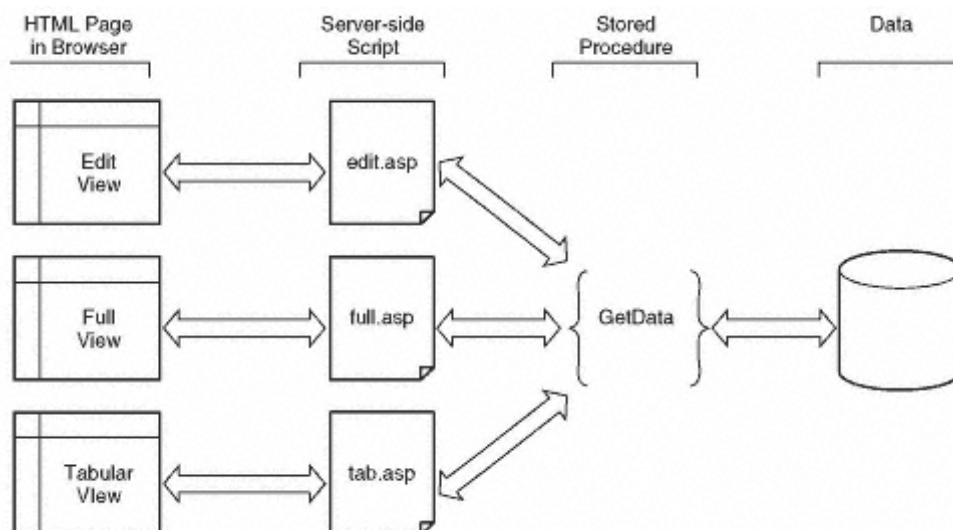 HTML Page
in Browser
Server-side
Script
Stored
Procedure
Data
Edit
View
edit.asp
Full
View
full.asp
GetData
Tabular
VIew
tab.asp